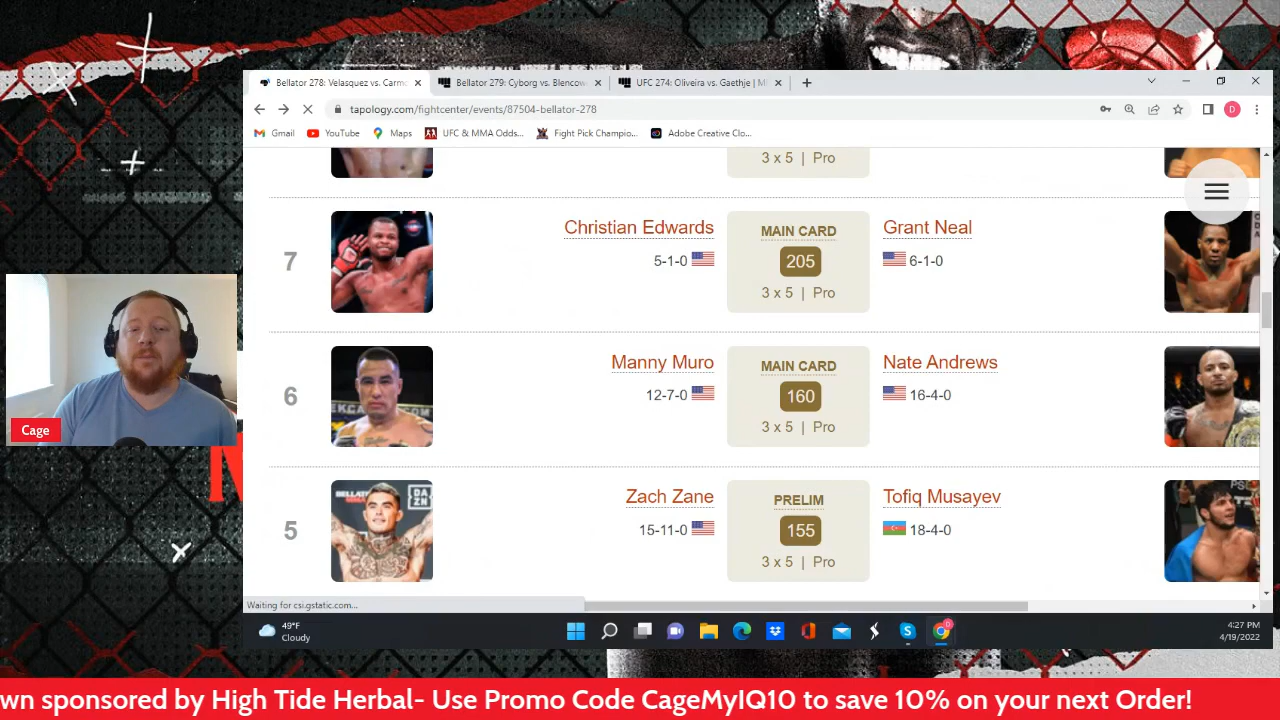 Bellator 278: Velasquez vs. Carmo
Bellator 279: Cyborg vs. Blencow
UFC 274: Oliveira vs. Gaethje | M
tapology.com/fightcenter/events/87504-bellator-278
D
Gmail
YouTube
Maps
UFC & MMA Odds...
Fight Pick Champio...
Adobe Creative Clo...
3 x 5 | Pro
7
Christian Edwards
5-1-0
MAIN CARD
205
3 x 5 | Pro
Grant Neal
6-1-0
6
Manny Muro
12-7-0
MAIN CARD
160
3 x 5 | Pro
Nate Andrews
16-4-0
5
BELLATO
DA
ZN
Zach Zane
15-11-0
PRELIM
155
3 x 5 | Pro
Tofiq Musayev
18-4-0
Cage
Waiting for csi.gstatic.com...
49°F
Cloudy
4:27 PM
4/19/2022
wn sponsored by High Tide Herbal- Use Promo Code CageMyIQ10 to save 10% on your next Order!